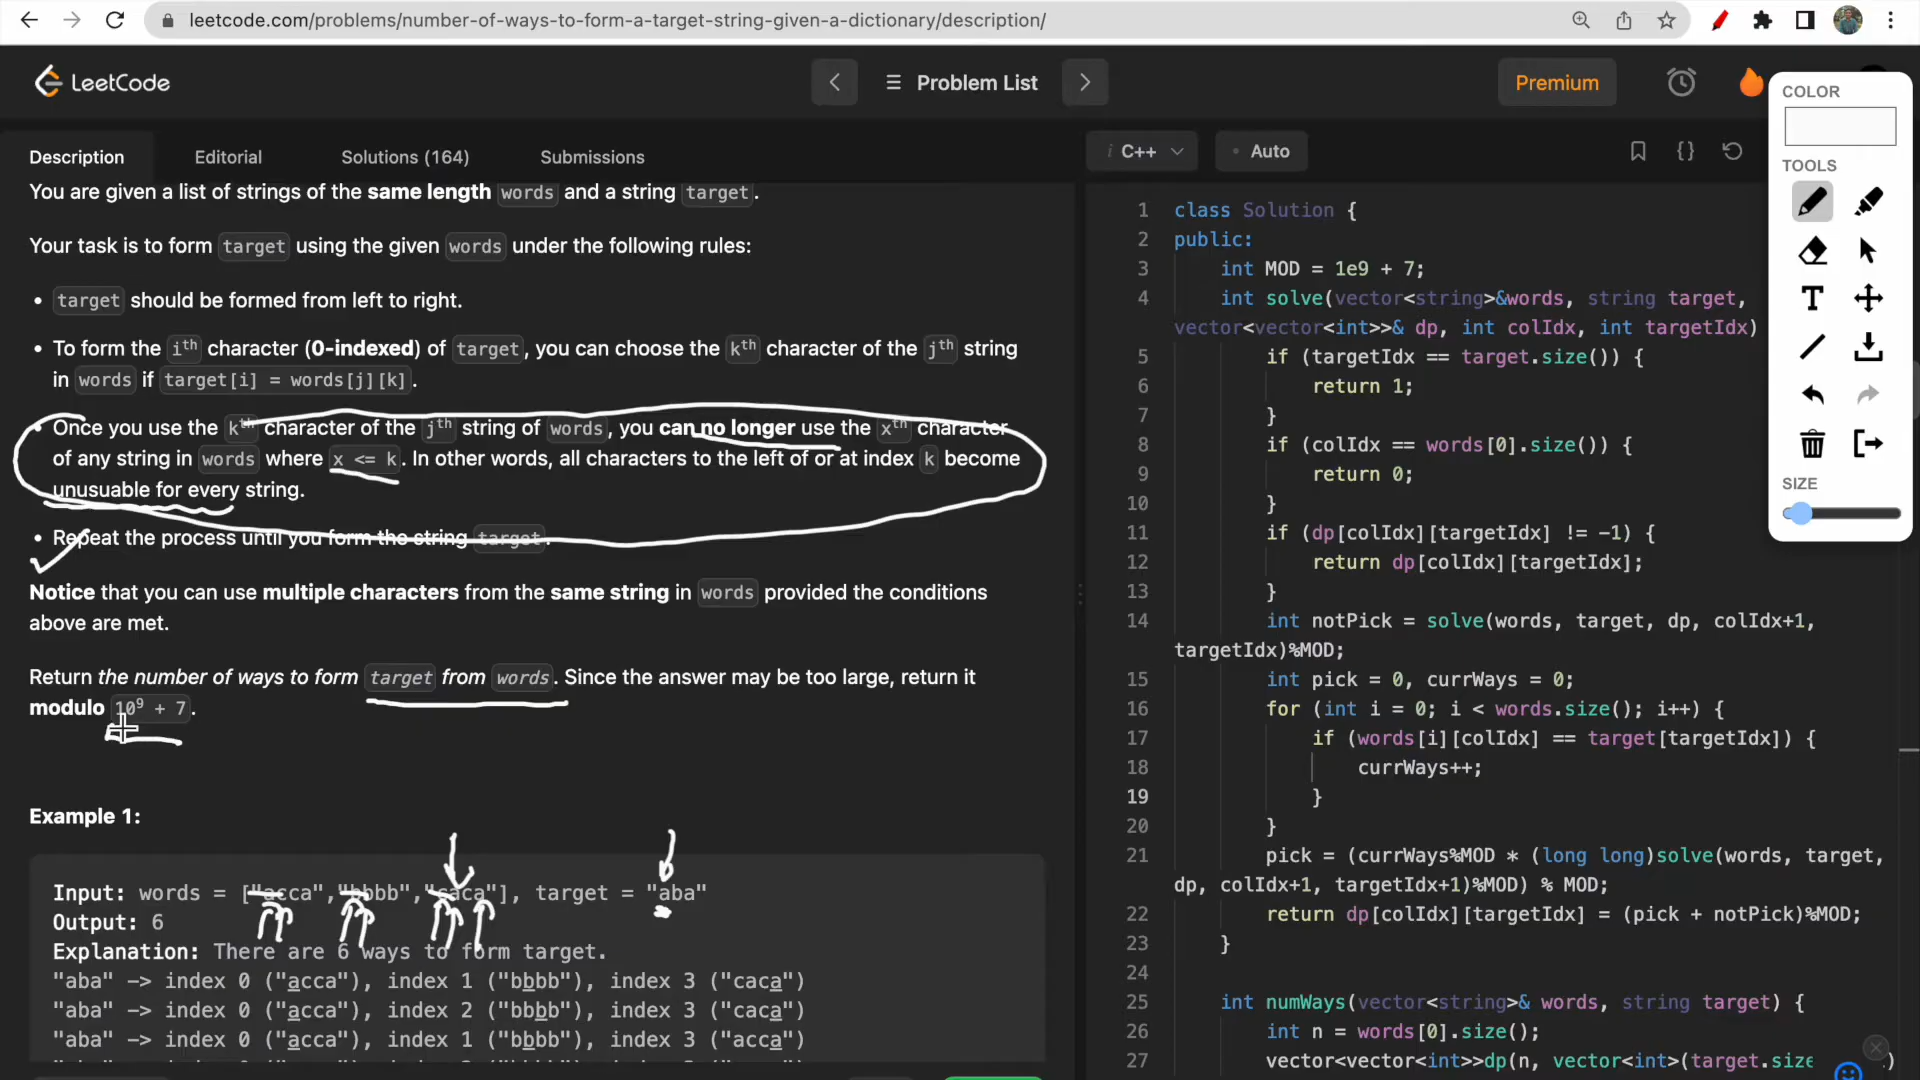 leetcode.com/problems/number-of-ways-to-form-a-target-string-given-a-dictionary/description/
LeetCode
Problem List
Premium
Description
Editorial
Solutions (164)
Submissions
You are given a list of strings of the same length words and a string target.
Your task is to form target using the given words under the following rules:
• target should be formed from left to right.
• To form the ith character (0-indexed) of target, you can choose the kth character of the jth string
in words if target[i] = words[j][k].
• Once you use the kth character of the jth string of words, you can no longer use the xth character
of any string in words where x <= k. In other words, all characters to the left of or at index k become
unusuable for every string.
• Repeat the process until you form the string target.
Notice that you can use multiple characters from the same string in words provided the conditions
above are met.
Return the number of ways to form target from words. Since the answer may be too large, return it
modulo 10⁹ + 7.
Example 1:
Input: words = ["acca","bbbb","caca"], target = "aba"
Output: 6
Explanation: There are 6 ways to form target.
"aba" -> index 0 ("acca"), index 1 ("bbbb"), index 3 ("caca")
"aba" -> index 0 ("acca"), index 2 ("bbbb"), index 3 ("caca")
"aba" -> index 0 ("acca"), index 1 ("bbbb"), index 3 ("acca")
i C++
• Auto
{}
1 class Solution {
2 public:
3 int MOD = 1e9 + 7;
4 int solve(vector<string>&words, string target,
vector<vector<int>>& dp, int colIdx, int targetIdx)
5 if (targetIdx == target.size()) {
6 return 1;
7 }
8 if (colIdx == words[0].size()) {
9 return 0;
10 }
11 if (dp[colIdx][targetIdx] != -1) {
12 return dp[colIdx][targetIdx];
13 }
14 int notPick = solve(words, target, dp, colIdx+1,
targetIdx)%MOD;
15 int pick = 0, currWays = 0;
16 for (int i = 0; i < words.size(); i++) {
17 if (words[i][colIdx] == target[targetIdx]) {
18 currWays++;
19 }
20 }
21 pick = (currWays%MOD * (long long)solve(words, target,
dp, colIdx+1, targetIdx+1)%MOD) % MOD;
22 return dp[colIdx][targetIdx] = (pick + notPick)%MOD;
23 }
24
25 int numWays(vector<string>& words, string target) {
26 int n = words[0].size();
27 vector<vector<int>>dp(n, vector<int>(target.size
COLOR
TOOLS
T
SIZE